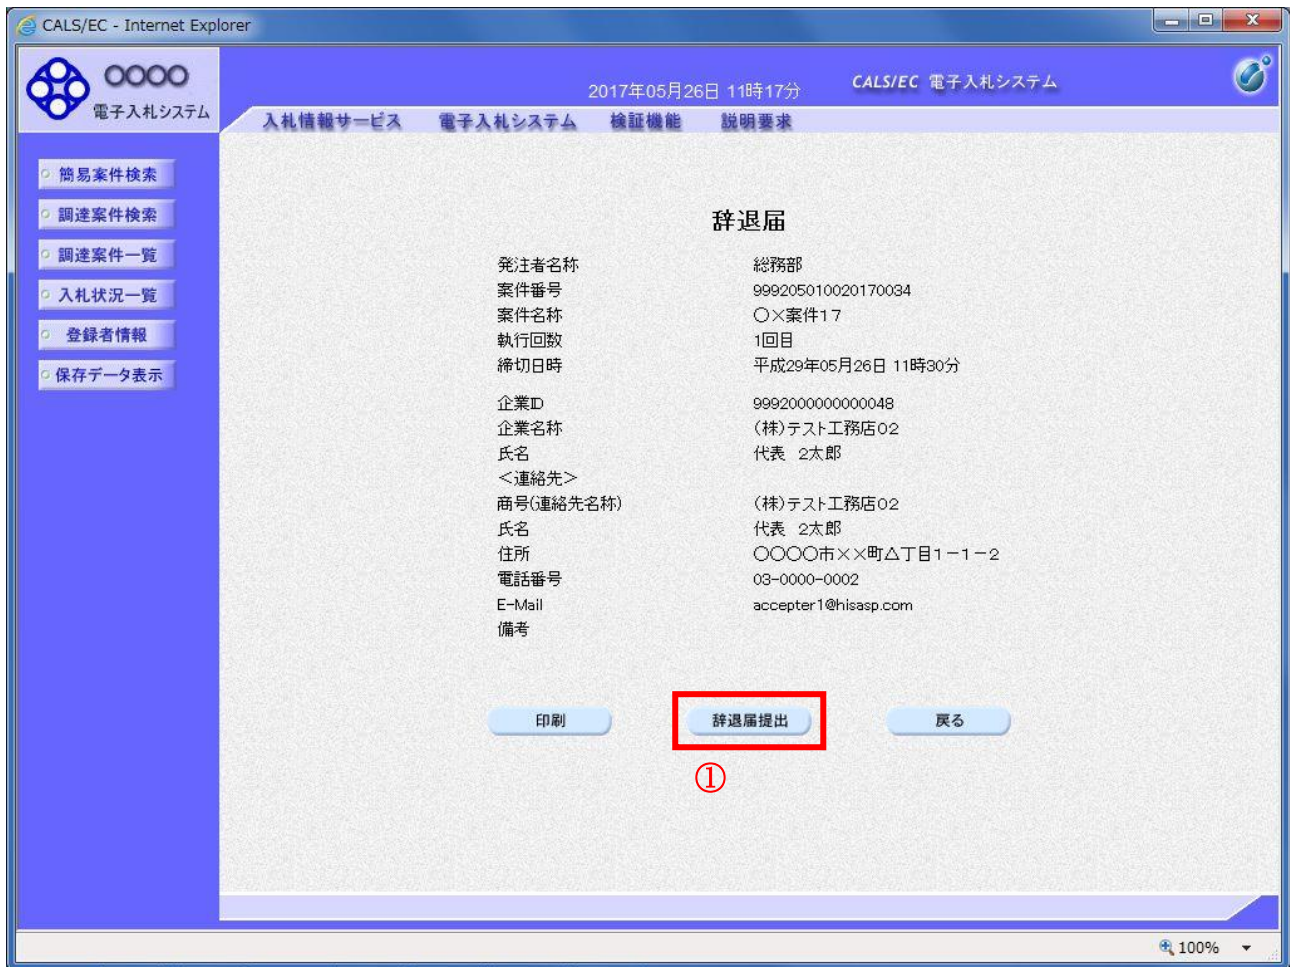 CALS/EC - Internet Explorer
〇〇〇〇
電子入札システム
2017年05月26日 11時17分
CALS/EC 電子入札システム
入札情報サービス 電子入札システム 検証機能 説明要求
簡易案件検索
調達案件検索
調達案件一覧
入札状況一覧
登録者情報
保存データ表示
辞退届
発注者名称 総務部
案件番号 999205010020170034
案件名称 〇×案件17
執行回数 1回目
締切日時 平成29年05月26日 11時30分
企業ID 9992000000000048
企業名称 (株)テスト工務店02
氏名 代表 2太郎
＜連絡先＞
商号(連絡先名称) (株)テスト工務店02
氏名 代表 2太郎
住所 〇〇〇〇市××町△丁目1－1－2
電話番号 03-0000-0002
E-Mail accepter1@hisasp.com
備考
印刷 辞退届提出 戻る
①
100%